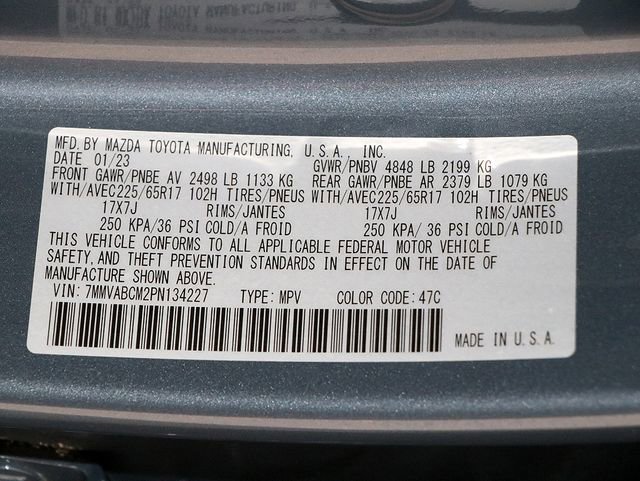 MFD. BY MAZDA TOYOTA MANUFACTURING, U.S.A., INC.
DATE 01/23 GVWR/PNBV 4848 LB 2199 KG
FRONT GAWR/PNBE AV 2498 LB 1133 KG REAR GAWR/PNBE AR 2379 LB 1079 KG
WITH/AVEC225/65R17 102H TIRES/PNEUS WITH/AVEC225/65R17 102H TIRES/PNEUS
17X7J RIMS/JANTES 17X7J RIMS/JANTES
250 KPA/36 PSI COLD/A FROID 250 KPA/ 36 PSI COLD/A FROID
THIS VEHICLE CONFORMS TO ALL APPLICABLE FEDERAL MOTOR VEHICLE
SAFETY, AND THEFT PREVENTION STANDARDS IN EFFECT ON THE DATE OF
MANUFACTURE SHOWN ABOVE.
VIN: 7MMVABCM2PN134227 TYPE: MPV COLOR CODE: 47C
MADE IN U.S.A.